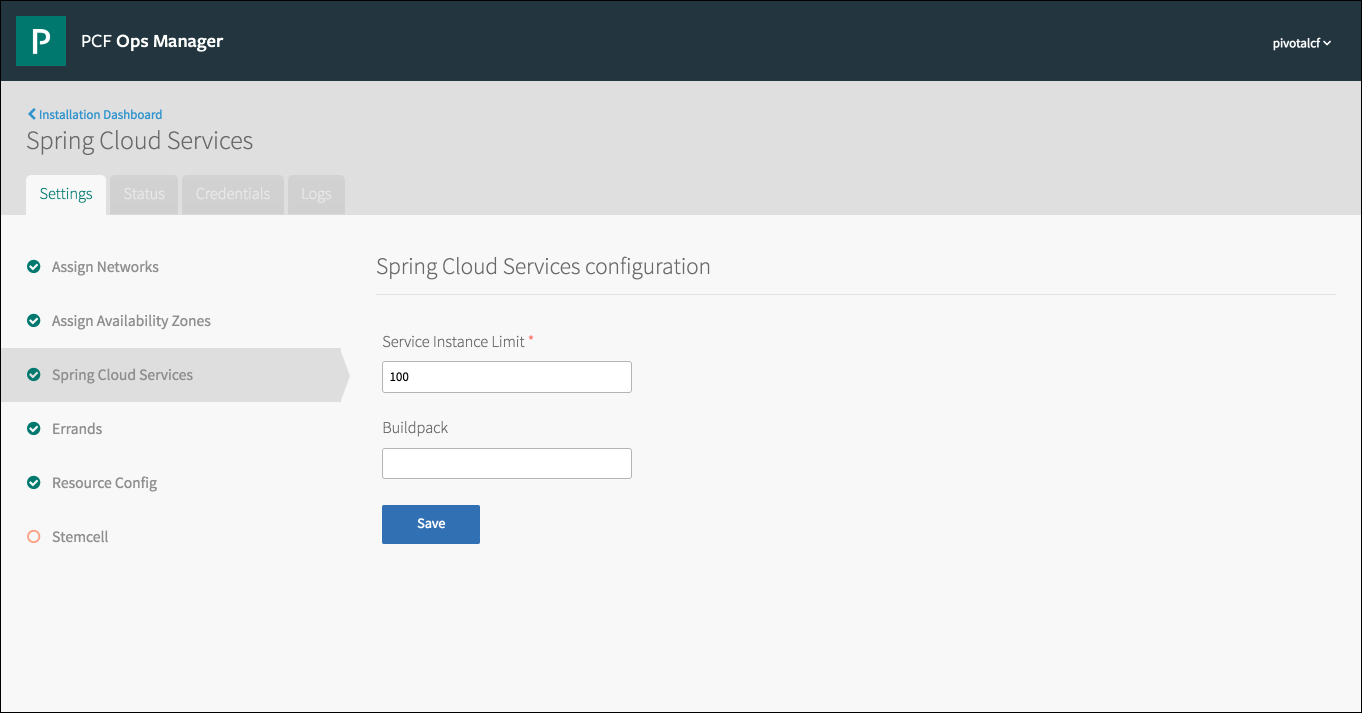 P
PCF Ops Manager
pivotalcf
Installation Dashboard
Spring Cloud Services
Settings
Status
Credentials
Logs
Assign Networks
Assign Availability Zones
Spring Cloud Services
Errands
Resource Config
Stemcell
Spring Cloud Services configuration
Service Instance Limit *
100
Buildpack
Save